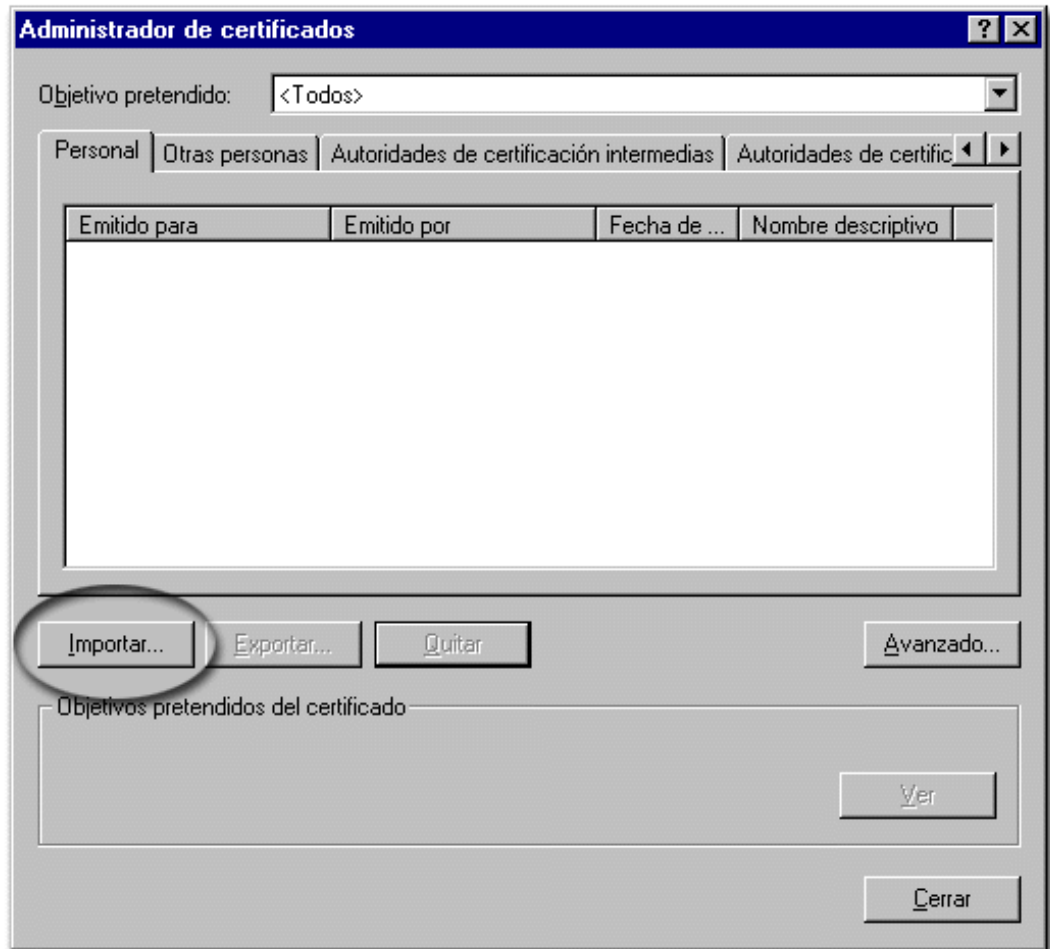 Administrador de certificados
Objetivo pretendido: <Todos>
Personal Otras personas Autoridades de certificación intermedias Autoridades de certific
Emitido para Emitido por Fecha de ... Nombre descriptivo
Importar... Exportar... Quitar Avanzado...
Objetivos pretendidos del certificado
Ver
Cerrar